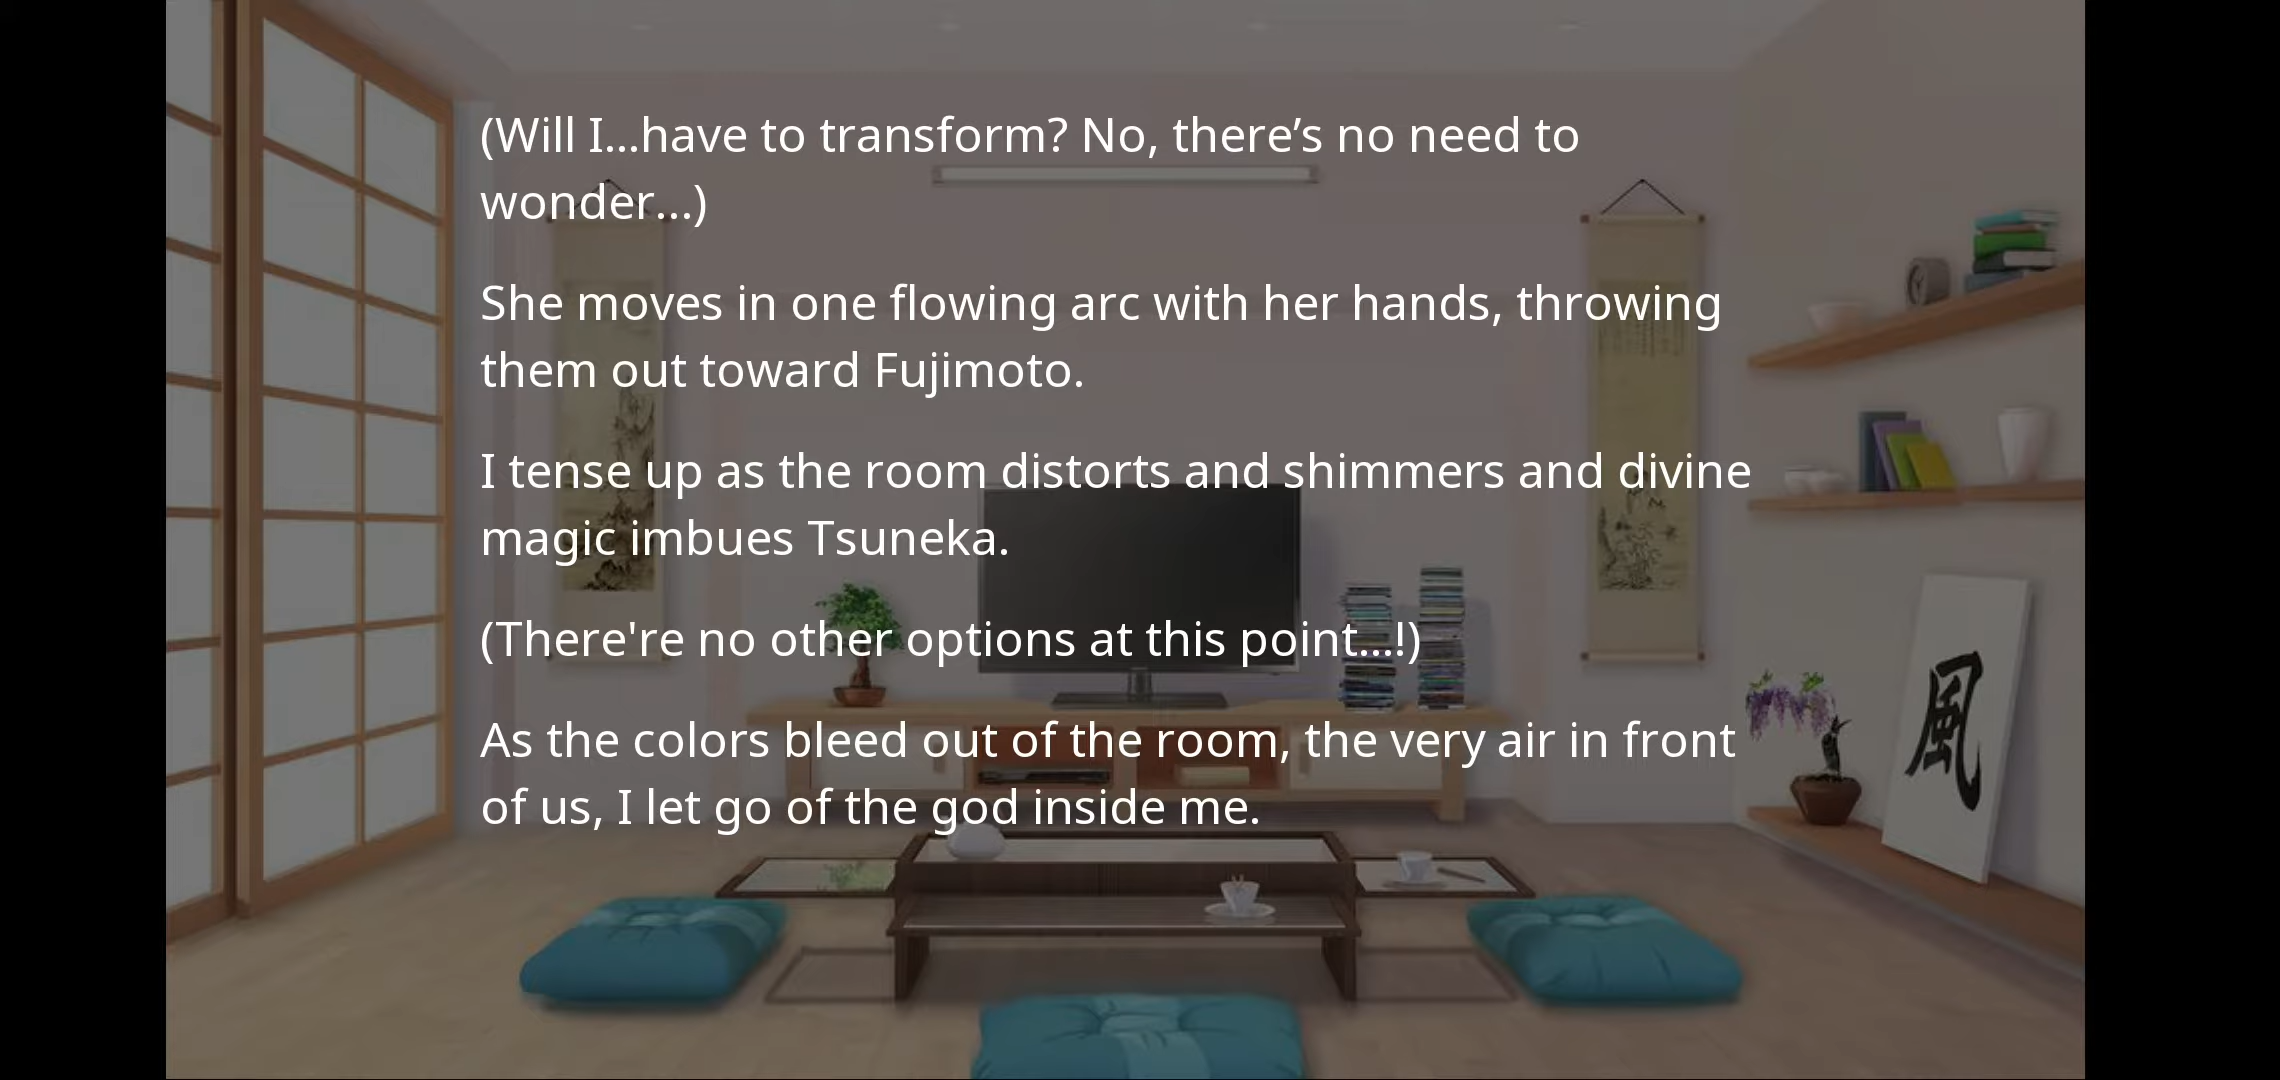 (Will I...have to transform? No, there’s no need to
wonder...)
She moves in one flowing arc with her hands, throwing
them out toward Fujimoto.
I tense up as the room distorts and shimmers and divine
magic imbues Tsuneka.
(There're no other options at this point...!)
As the colors bleed out of the room, the very air in front
of us, I let go of the god inside me.
風